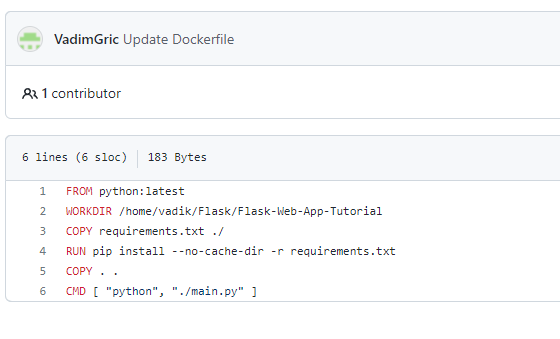 VadimGric Update Dockerfile
1 contributor
6 lines (6 sloc) 183 Bytes
1 FROM python:latest
2 WORKDIR /home/vadik/Flask/Flask-Web-App-Tutorial
3 COPY requirements.txt ./
4 RUN pip install --no-cache-dir -r requirements.txt
5 COPY . .
6 CMD [ "python", "./main.py" ]